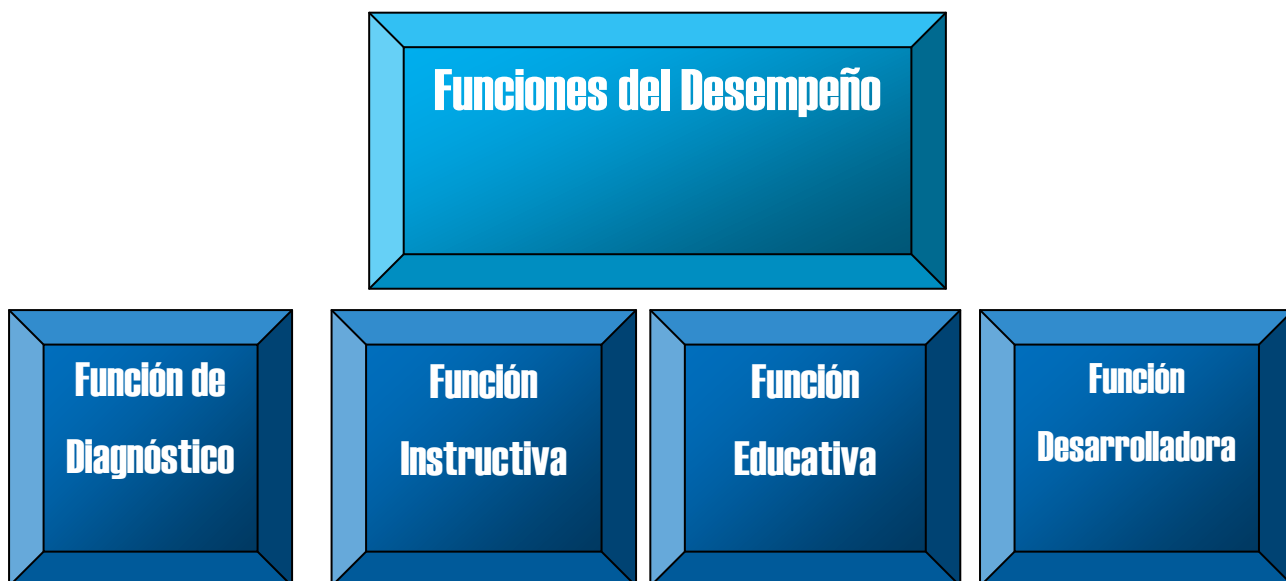 Funciones del Desempeño
Función de
Diagnóstico
Función
Instructiva
Función
Educativa
Función
Desarrolladora